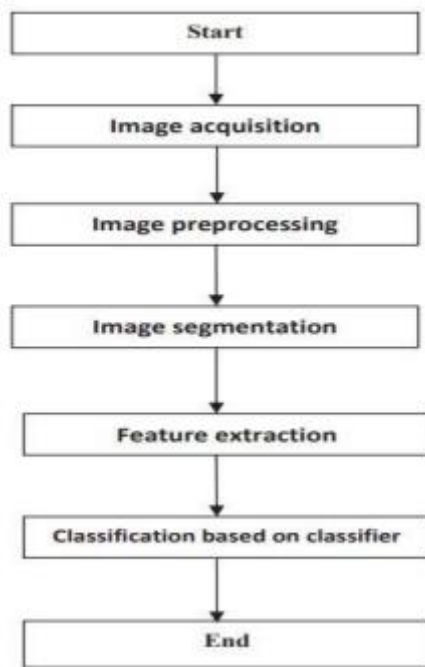 Start
Image acquisition
Image preprocessing
Image segmentation
Feature extraction
Classification based on classifier
End